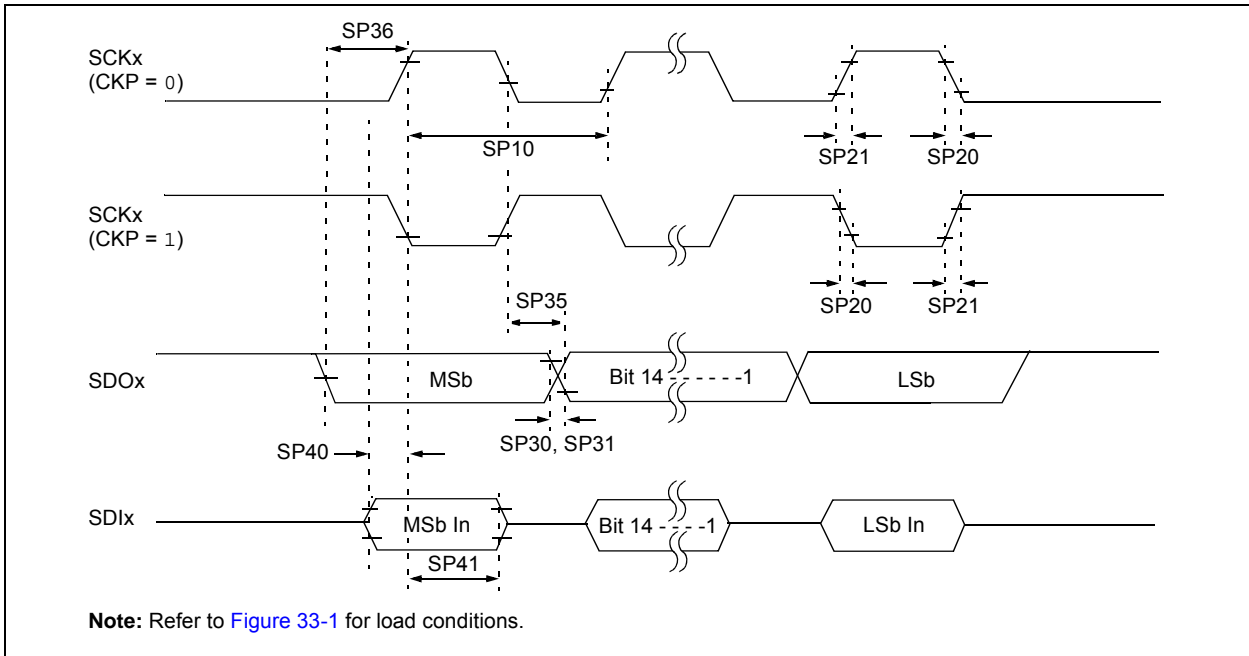 SP36
SCKx
(CKP = 0)
SP10
SP21
SP20
SCKx
(CKP = 1)
SP35
SP20
SP21
SDOx
MSb
Bit 14 - - - - - -1
LSb
SP30, SP31
SP40
SDIx
MSb In
Bit 14 - - - -1
LSb In
SP41
Note: Refer to Figure 33-1 for load conditions.